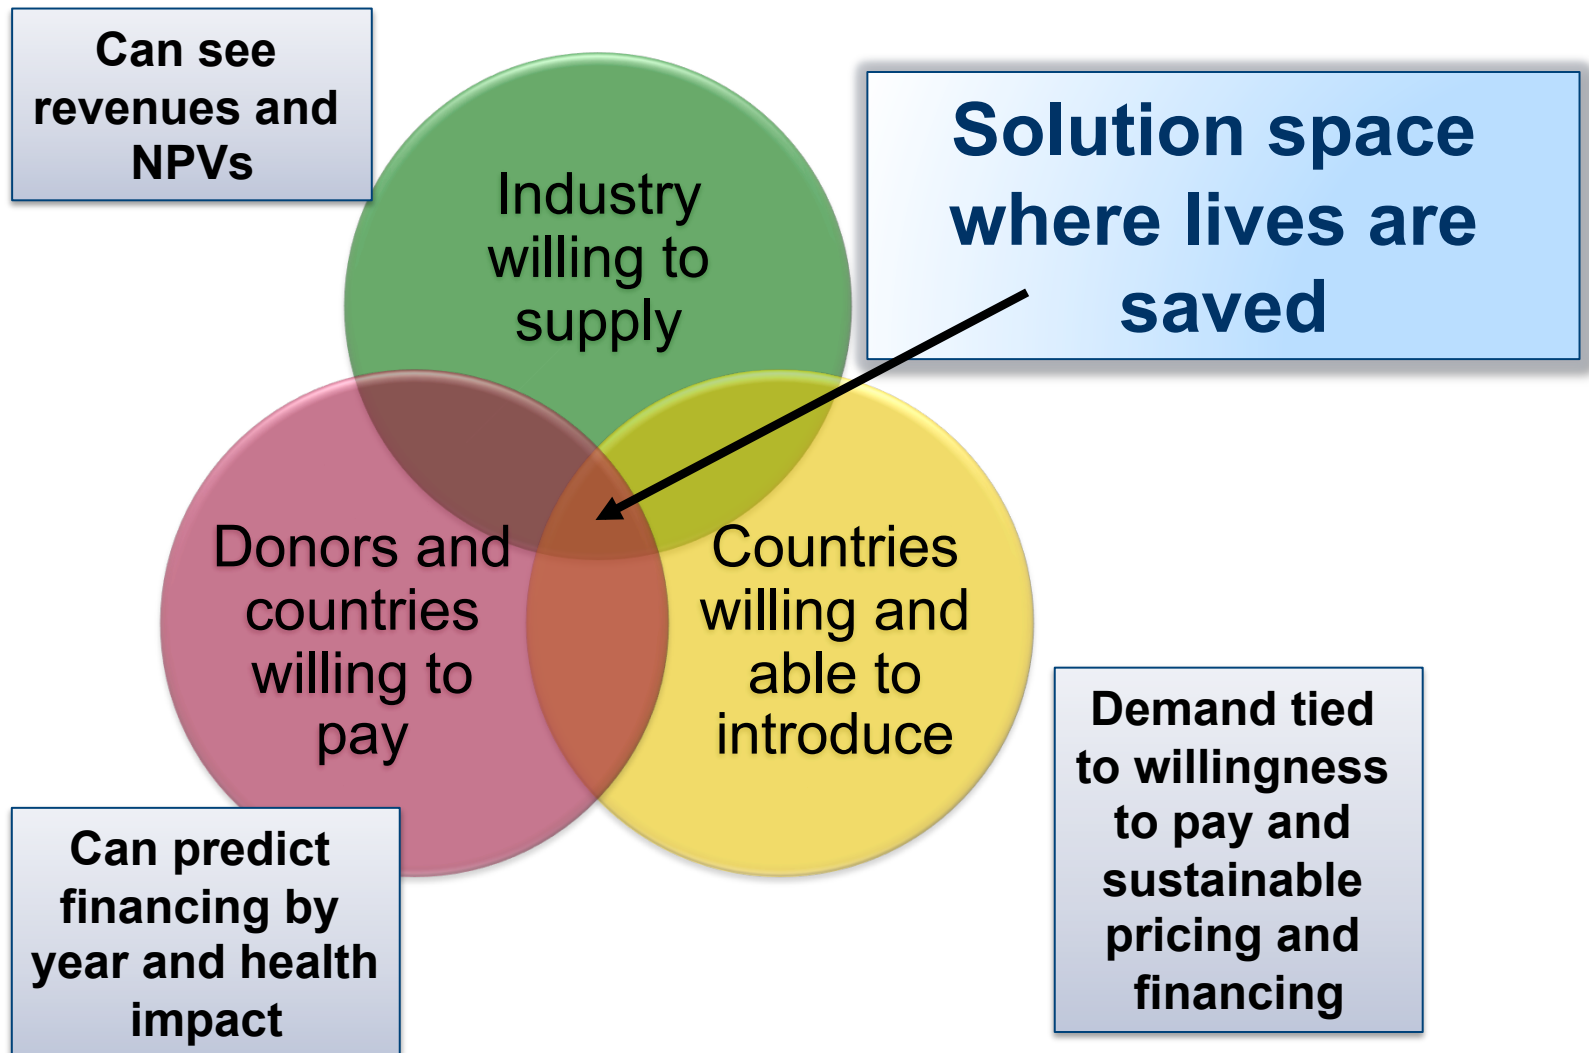 Can see
revenues and
NPVs
Industry
willing to
supply
Solution space
where lives are
saved
Donors and
countries
willing to
pay
Countries
willing and
able to
introduce
Can predict
financing by
year and health
impact
Demand tied
to willingness
to pay and
sustainable
pricing and
financing